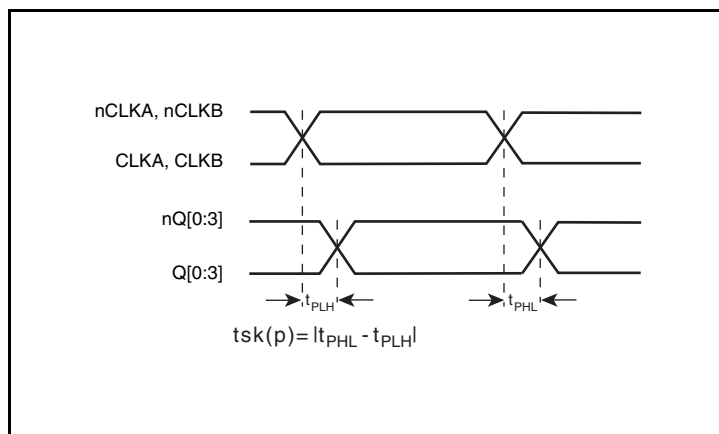 nCLKA, nCLKB
CLKA, CLKB
nQ[0:3]
Q[0:3]
tPLH
tPHL
tsk(p)= |tPHL - tPLH|